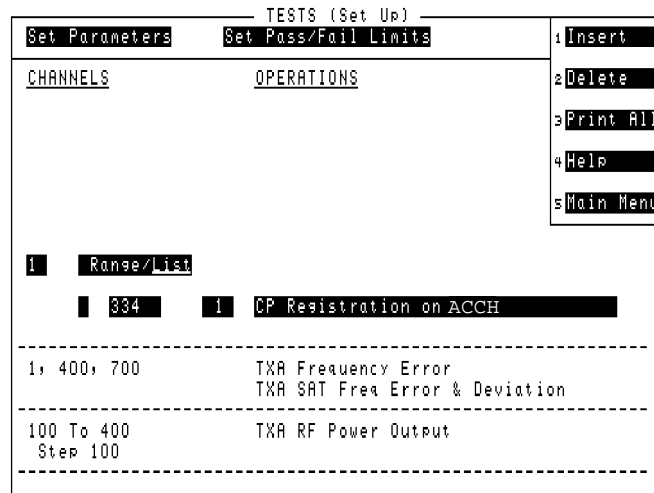 TESTS (Set Up)
Set Parameters Set Pass/Fail Limits
1 Insert
CHANNELS OPERATIONS
2 Delete
3 Print All
4 Help
5 Main Menu
1 Range/List
334 1 CP Registration on ACCH
1, 400, 700 TXA Frequency Error
TXA SAT Freq Error & Deviation
100 To 400 TXA RF Power Output
Step 100